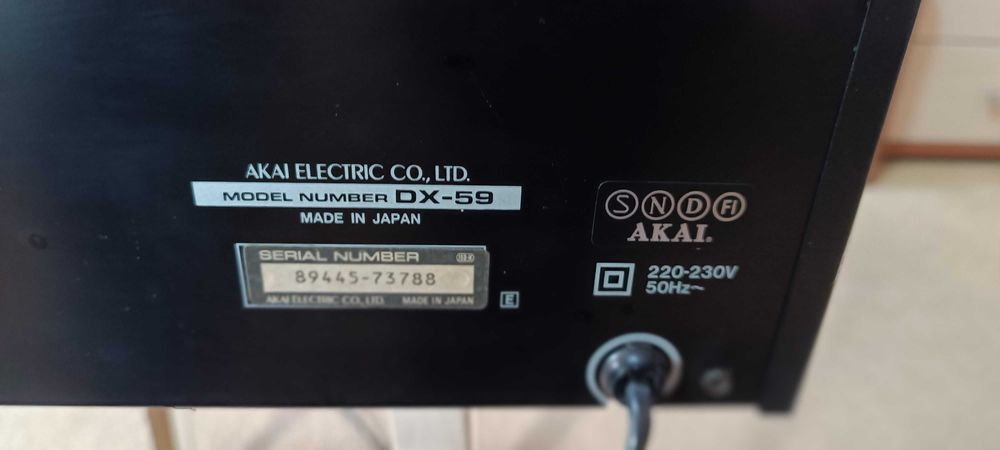 AKAI ELECTRIC CO., LTD.
MODEL NUMBER DX-59
MADE IN JAPAN
SERIAL NUMBER
89445-73788
AKAI ELECTRIC CO., LTD. MADE IN JAPAN
E
S N D FI
AKAI.
220-230V
50Hz~